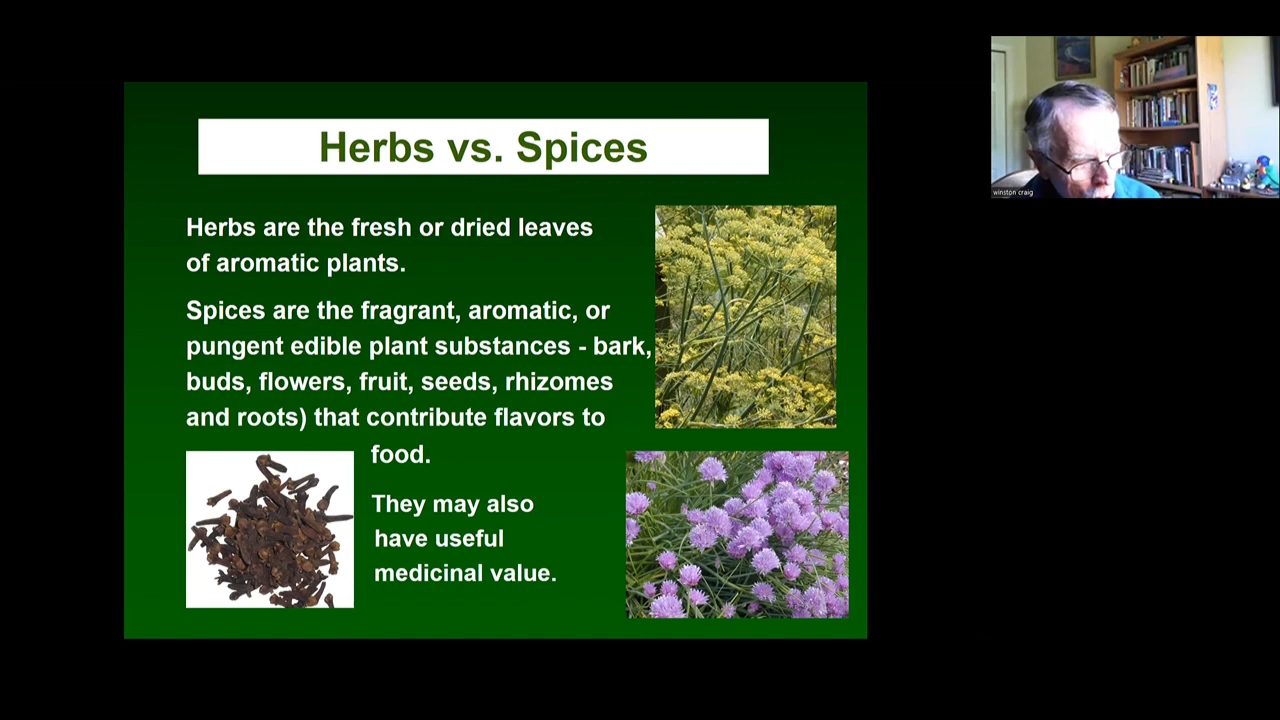 Herbs vs. Spices
Herbs are the fresh or dried leaves
of aromatic plants.
Spices are the fragrant, aromatic, or
pungent edible plant substances - bark,
buds, flowers, fruit, seeds, rhizomes
and roots) that contribute flavors to
food.
They may also
have useful
medicinal value.
winston craig